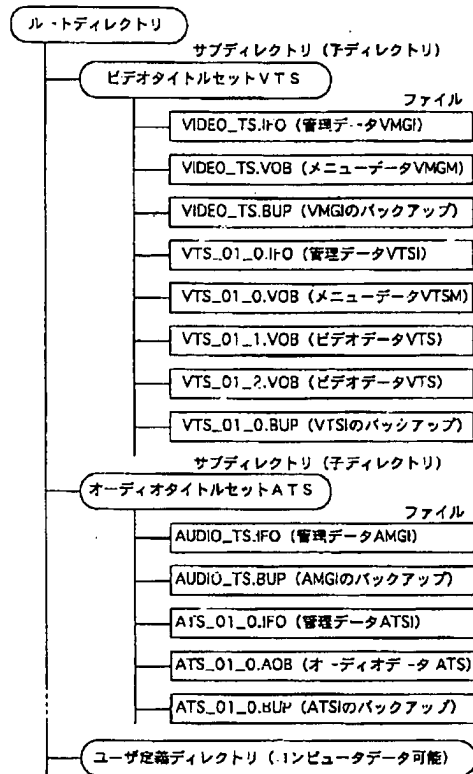 ルートディレクトリ
サブディレクトリ (子ディレクトリ)
ビデオタイトルセットVTS
ファイル
VIDEO_TS.IFO (管理データVMGI)
VIDEO_TS.VOB (メニューデータVMGM)
VIDEO_TS.BUP (VMGIのバックアップ)
VTS_01_0.IFO (管理データVTSI)
VTS_01_0.VOB (メニューデータVTSM)
VTS_01_1.VOB (ビデオデータVTS)
VTS_01_2.VOB (ビデオデータVTS)
VTS_01_0.BUP (VTSIのバックアップ)
サブディレクトリ (子ディレクトリ)
オーディオタイトルセットATS
ファイル
AUDIO_TS.IFO (管理データAMGI)
AUDIO_TS.BUP (AMGIのバックアップ)
ATS_01_0.IFO (管理データATSI)
ATS_01_0.AOB (オーディオデータ ATS)
ATS_01_0.BUP (ATSIのバックアップ)
ユーザ定義ディレクトリ (コンピュータデータ可能)